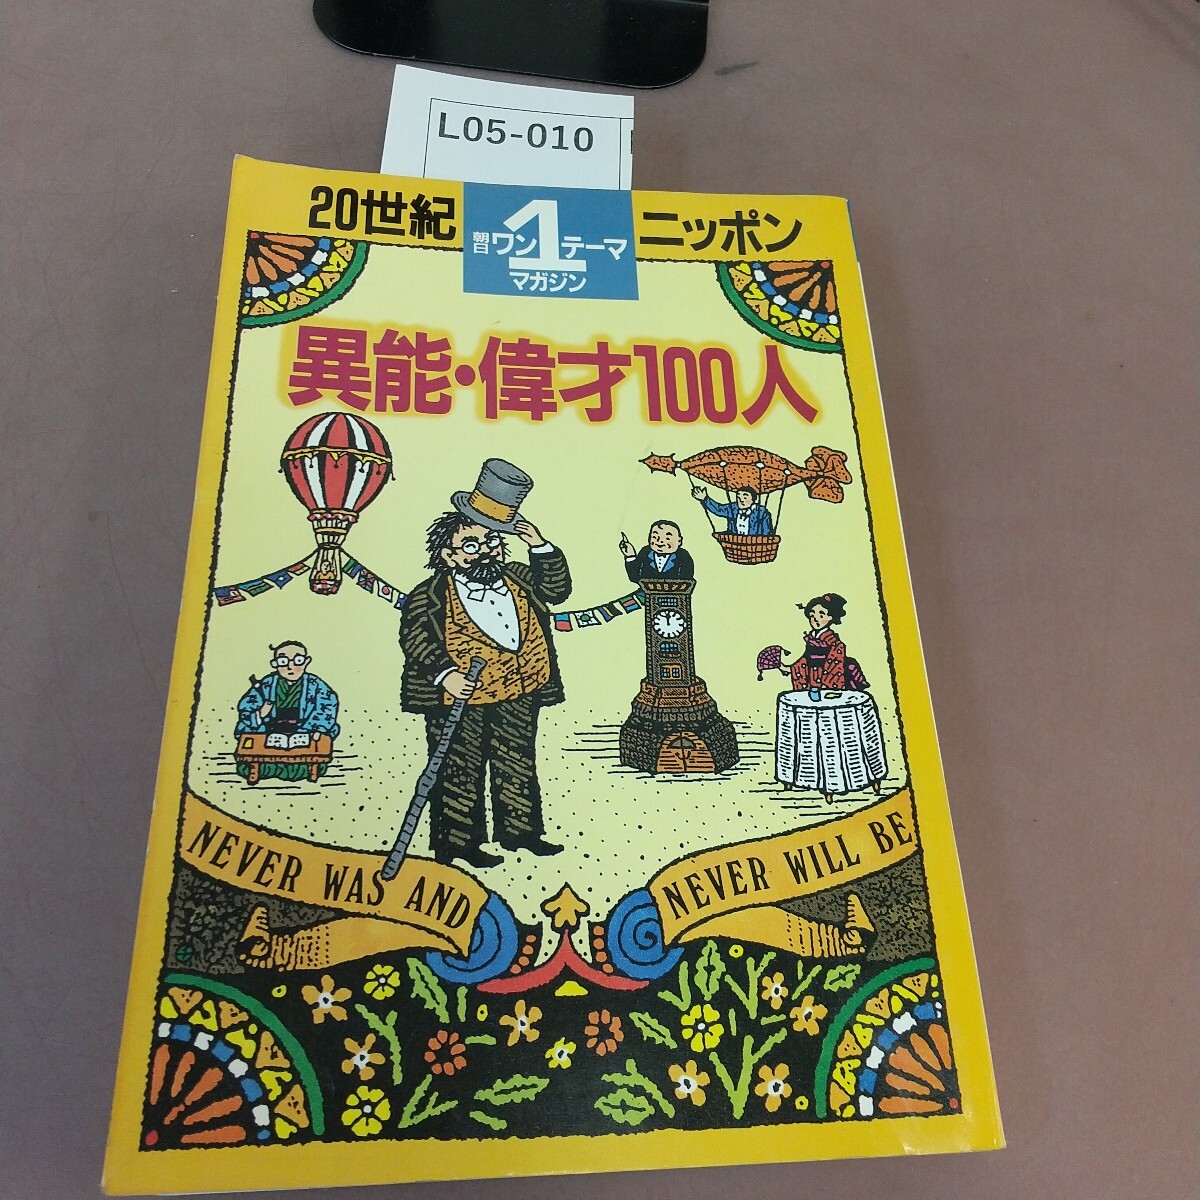 L05-010
20世紀
朝日ワン1テーマ
マガジン
ニッポン
異能・偉才100人
NEVER WAS AND
NEVER WILL BE